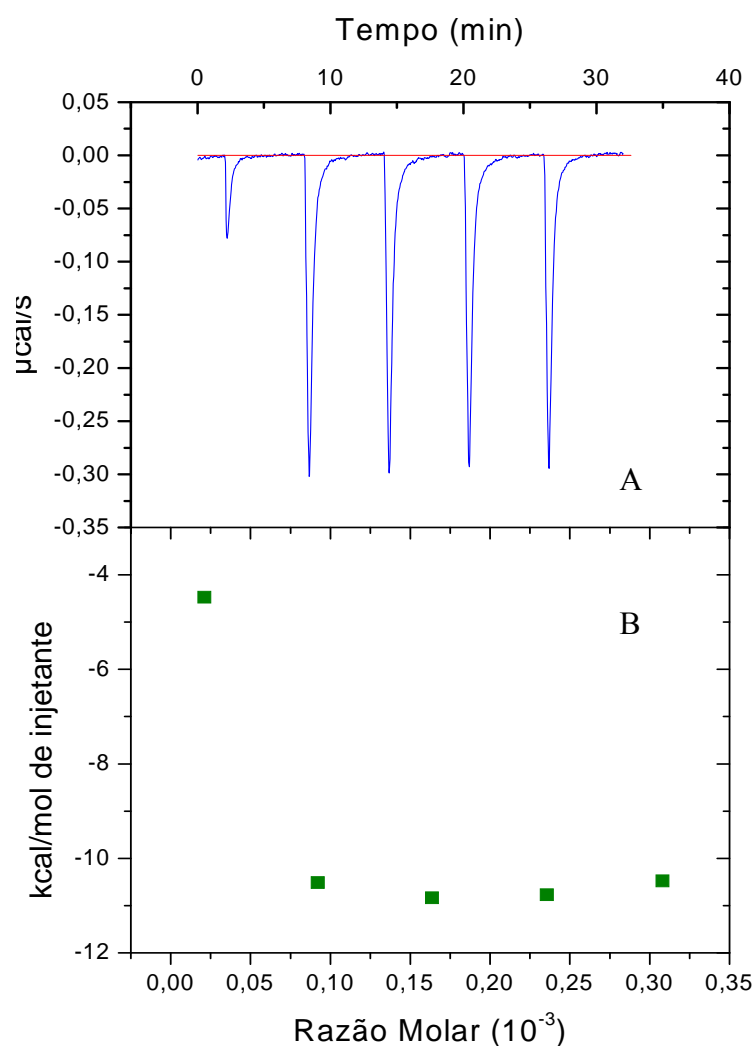 Tempo (min)
0 10 20 30 40
0,05
0,00
-0,05
-0,10
-0,15
-0,20
-0,25
-0,30
-0,35
µcal/s
A
-4
-6
-8
-10
-12
kcal/mol de injetante
B
0,00 0,05 0,10 0,15 0,20 0,25 0,30 0,35
Razão Molar (10⁻³)